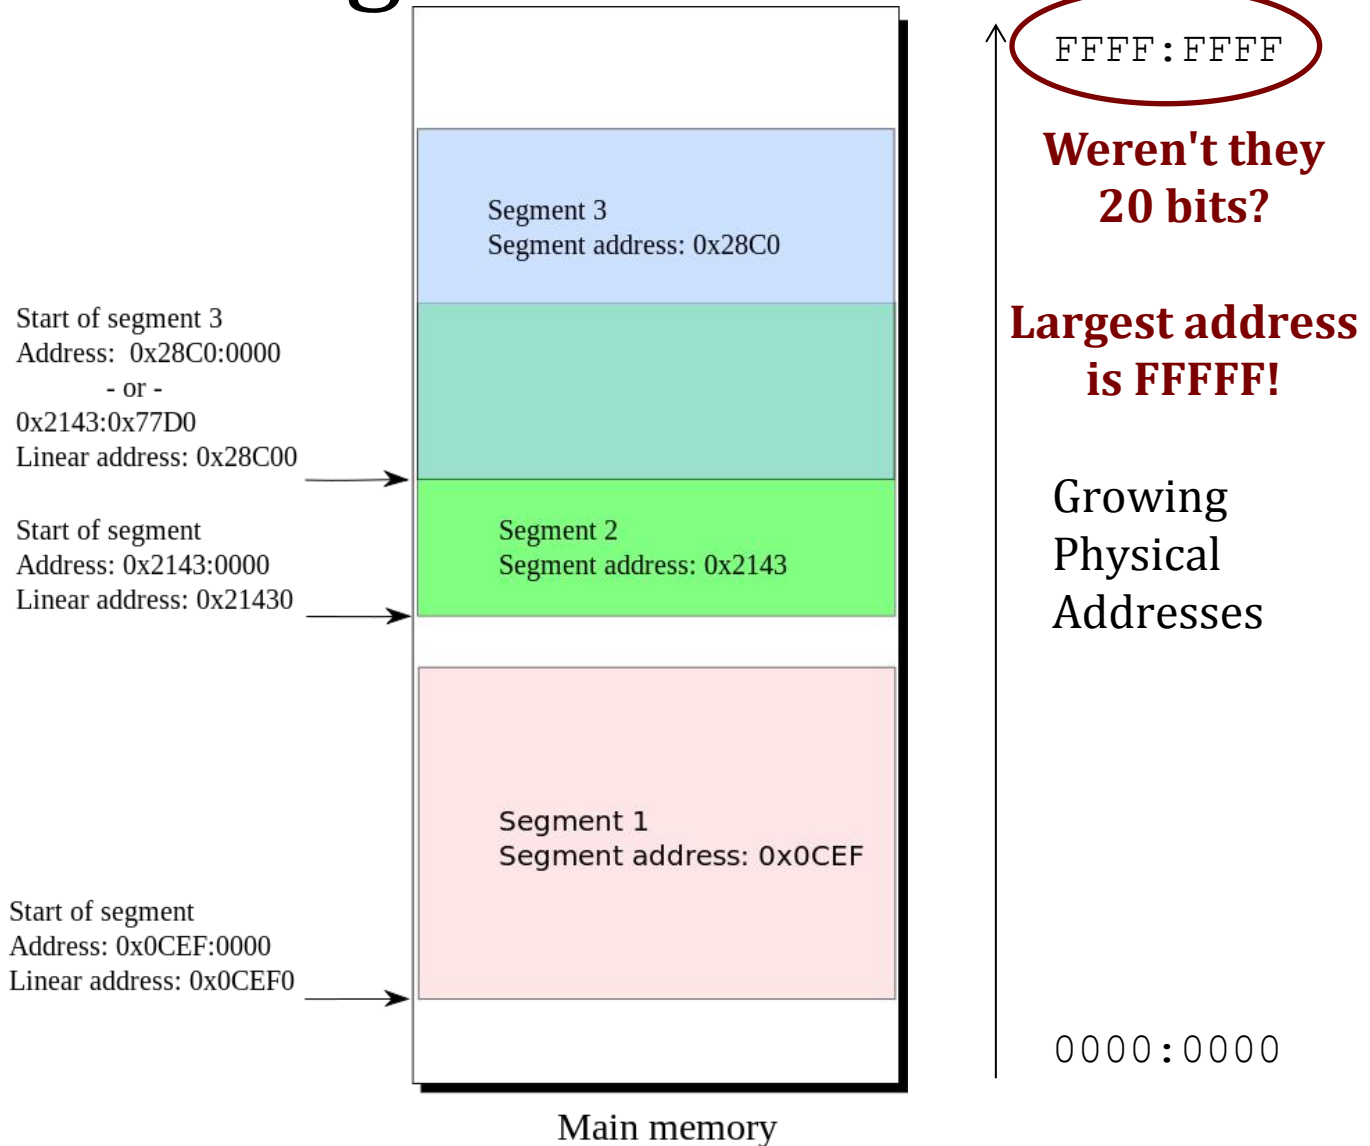 FFFF:FFFF
Weren't they
20 bits?
Largest address
is FFFFF!
Growing
Physical
Addresses
0000:0000
Segment 3
Segment address: 0x28C0
Start of segment 3
Address: 0x28C0:0000
- or -
0x2143:0x77D0
Linear address: 0x28C00
Segment 2
Segment address: 0x2143
Start of segment
Address: 0x2143:0000
Linear address: 0x21430
Segment 1
Segment address: 0x0CEF
Start of segment
Address: 0x0CEF:0000
Linear address: 0x0CEF0
Main memory